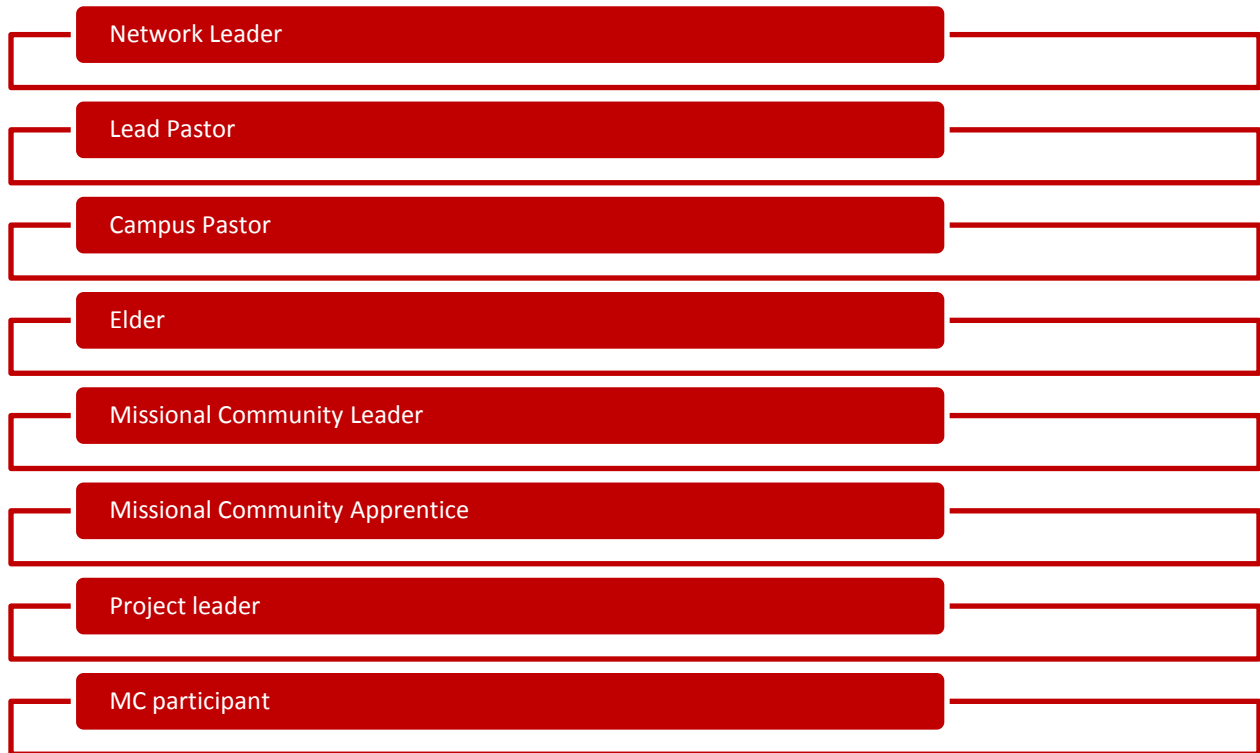 Network Leader
Lead Pastor
Campus Pastor
Elder
Missional Community Leader
Missional Community Apprentice
Project leader
MC participant